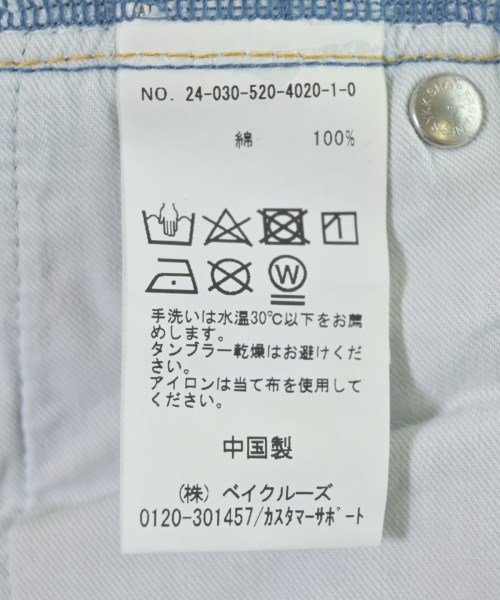 NO. 24-030-520-4020-1-0
綿 100%
W
手洗いは水温30℃以下をお薦
めします。
タンブラー乾燥はお避けくだ
さい。
アイロンは当て布を使用して
ください。
中国製
(株) ベイクルーズ
0120-301457/ｶｽﾀﾏｰｻﾎﾟｰﾄ